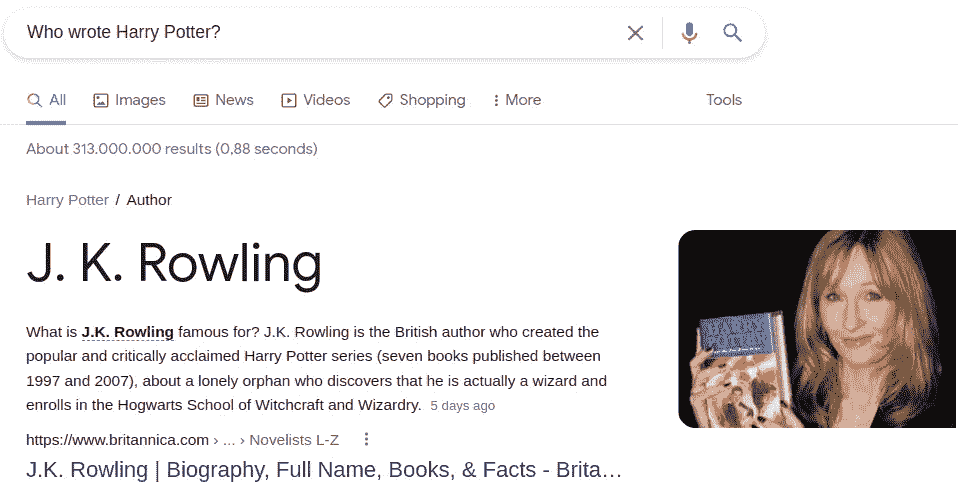 Who wrote Harry Potter?
All Images News Videos Shopping More Tools
About 313.000.000 results (0,88 seconds)
Harry Potter / Author
J. K. Rowling
What is J.K. Rowling famous for? J.K. Rowling is the British author who created the
popular and critically acclaimed Harry Potter series (seven books published between
1997 and 2007), about a lonely orphan who discovers that he is actually a wizard and
enrolls in the Hogwarts School of Witchcraft and Wizardry. 5 days ago
https://www.britannica.com › ... › Novelists L-Z
J.K. Rowling | Biography, Full Name, Books, & Facts - Brita…